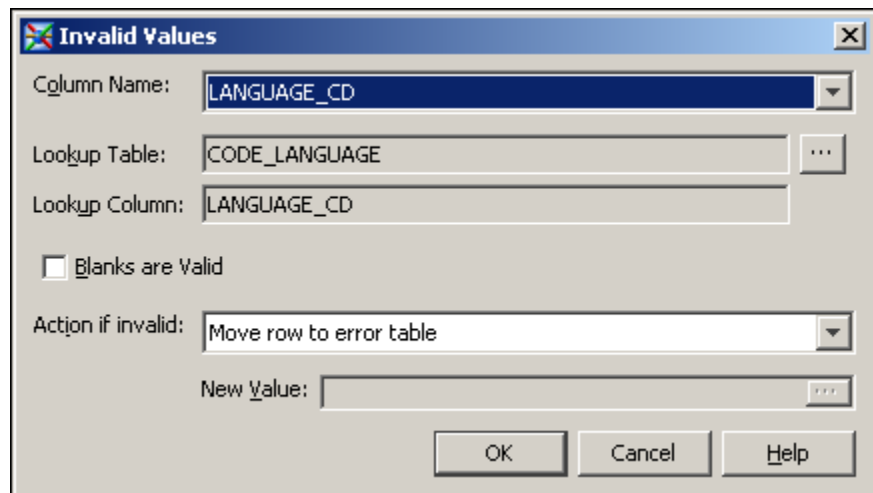 Invalid Values
Column Name: LANGUAGE_CD
Lookup Table: CODE_LANGUAGE ...
Lookup Column: LANGUAGE_CD
Blanks are Valid
Action if invalid: Move row to error table
New Value: ...
OK Cancel Help